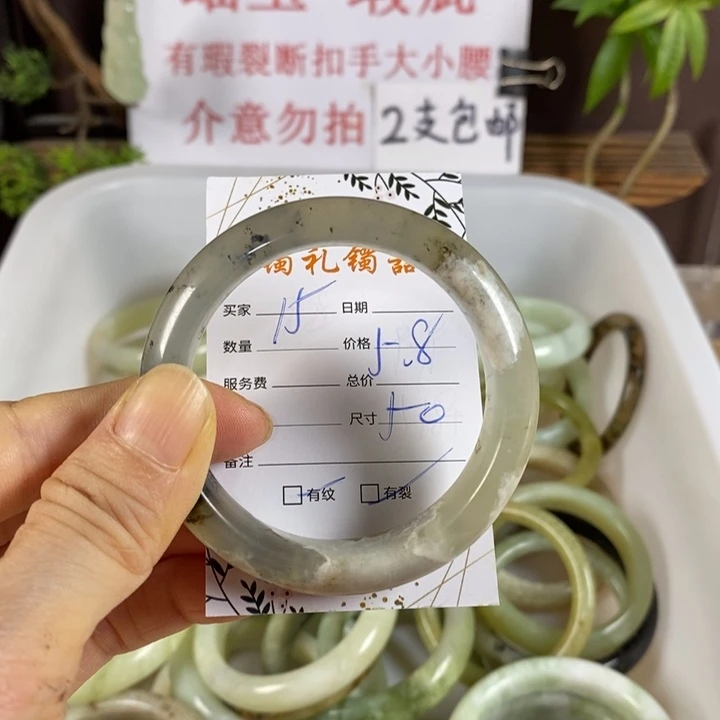 有瑕裂断扣手大小腰
介意勿拍 2支包邮
礼镯
买家 15 日期
数量 价格 5.8
服务费 总价
尺寸 50
备注
有纹 有裂